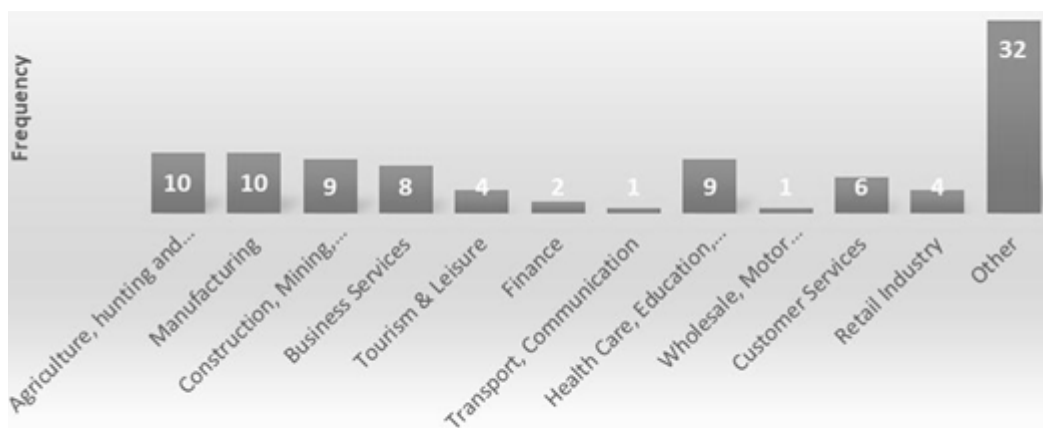 Frequency
10
10
9
8
4
2
1
9
1
6
4
32
Agriculture, hunting and...
Manufacturing
Construction, Mining,...
Business Services
Tourism & Leisure
Finance
Transport, Communication
Health Care, Education,...
Wholesale, Motor...
Customer Services
Retail Industry
Other